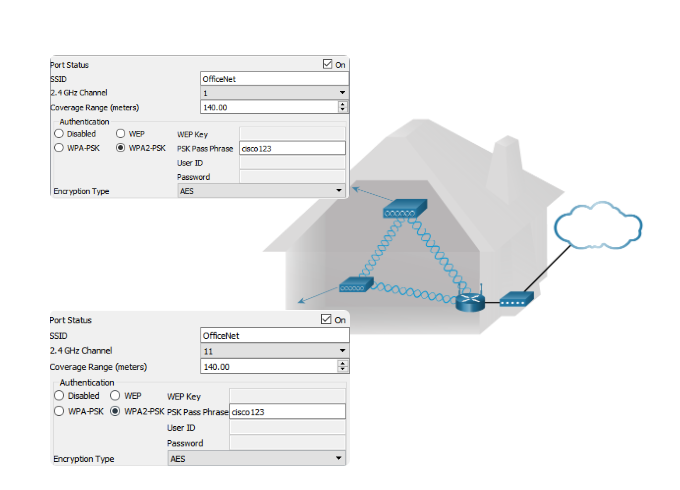 Port Status On
SSID OfficeNet
2.4 GHz Channel 1
Coverage Range (meters) 140.00
Authentication
Disabled WEP WEP Key
WPA-PSK WPA2-PSK PSK Pass Phrase cisco123
User ID
Password
Encryption Type AES
Port Status On
SSID OfficeNet
2.4 GHz Channel 11
Coverage Range (meters) 140.00
Authentication
Disabled WEP WEP Key
WPA-PSK WPA2-PSK PSK Pass Phrase cisco123
User ID
Password
Encryption Type AES